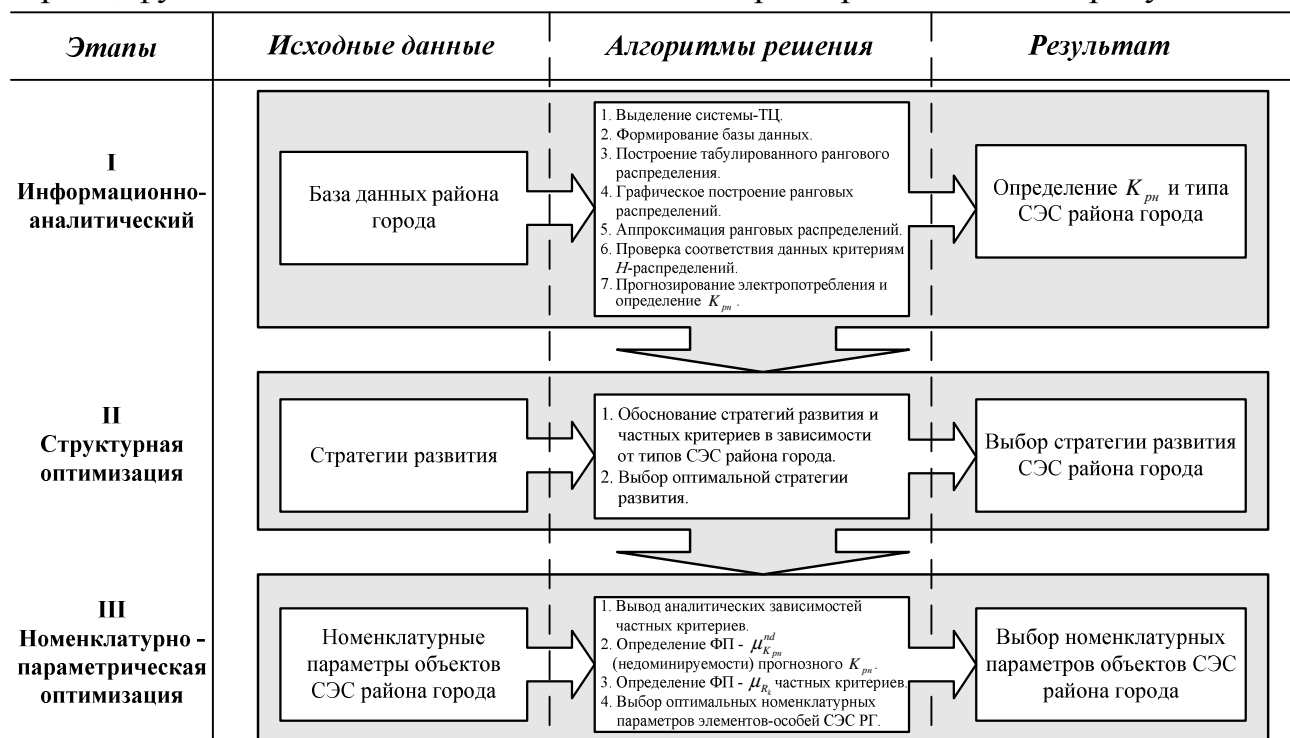 Этапы
Исходные данные
Алгоритмы решения
Результат
I
Информационно-
аналитический
База данных района
города
1. Выделение системы-ТЦ.
2. Формирование базы данных.
3. Построение табулированного рангового
распределения.
4. Графическое построение ранговых
распределений.
5. Аппроксимация ранговых распределений.
6. Проверка соответствия данных критериям
H-распределений.
7. Прогнозирование электропотребления и
определение K_рн .
Определение K_рн и типа
СЭС района города
II
Структурная
оптимизация
Стратегии развития
1. Обоснование стратегий развития и
частных критериев в зависимости
от типов СЭС района города.
2. Выбор оптимальной стратегии
развития.
Выбор стратегии развития
СЭС района города
III
Номенклатурно -
параметрическая
оптимизация
Номенклатурные
параметры объектов
СЭС района города
1. Вывод аналитических зависимостей
частных критериев.
2. Определение ФП - μ^nd_K_рн
(недоминируемости) прогнозного K_рн .
3. Определение ФП - μ_R_k частных критериев.
4. Выбор оптимальных номенклатурных
параметров элементов-особей СЭС РГ.
Выбор номенклатурных
параметров объектов СЭС
района города